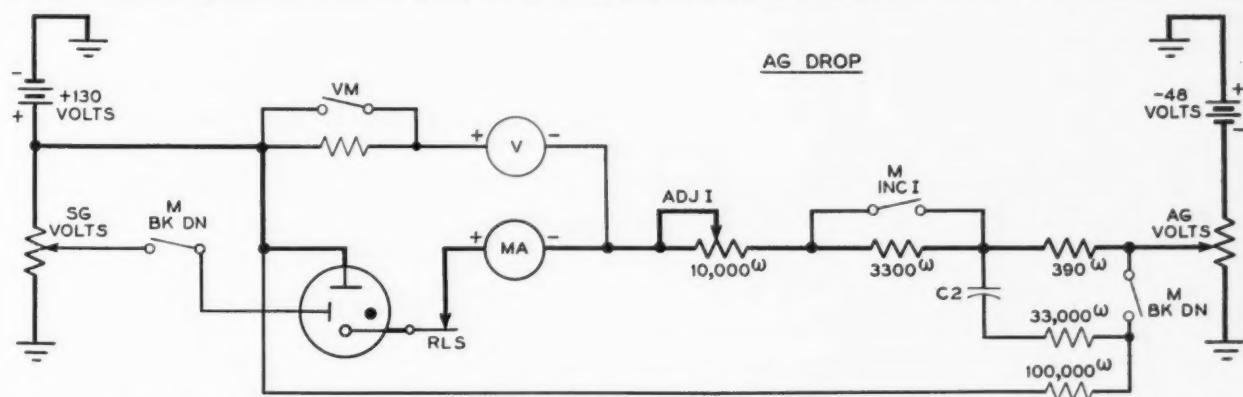 AG DROP
-
+130
VOLTS
+
VM
+ V -
SG
VOLTS
M
BK DN
+ MA -
RLS
ADJ I
10,000ω
M
INC I
3300ω
C2
390ω
33,000ω
100,000ω
M
BK DN
AG
VOLTS
+
-48
VOLTS
-